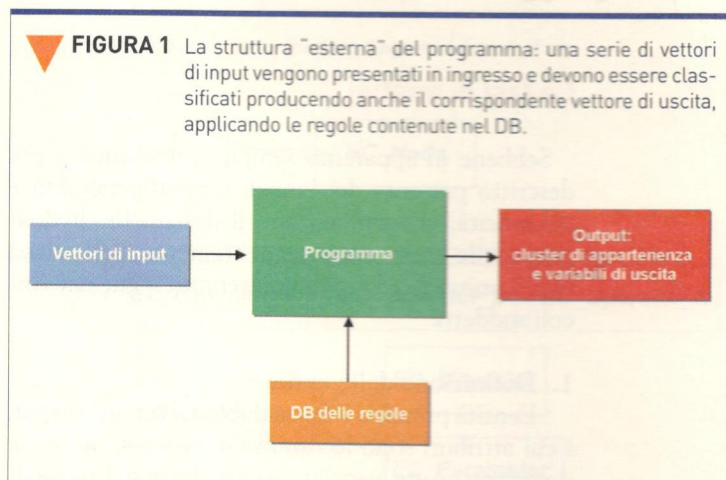 FIGURA 1 La struttura "esterna" del programma: una serie di vettori
di input vengono presentati in ingresso e devono essere clas-
sificati producendo anche il corrispondente vettore di uscita,
applicando le regole contenute nel DB.
Vettori di input
Programma
Output:
cluster di appartenenza
e variabili di uscita
DB delle regole